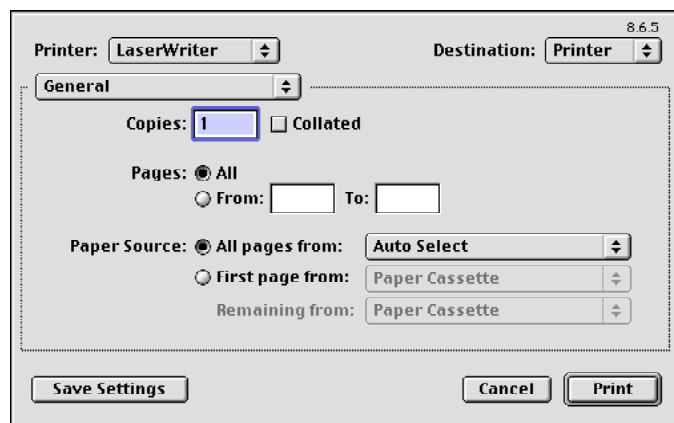 8.6.5
Printer: LaserWriter Destination: Printer
General
Copies: 1 Collated
Pages: All
From: To:
Paper Source: All pages from: Auto Select
First page from: Paper Cassette
Remaining from: Paper Cassette
Save Settings Cancel Print